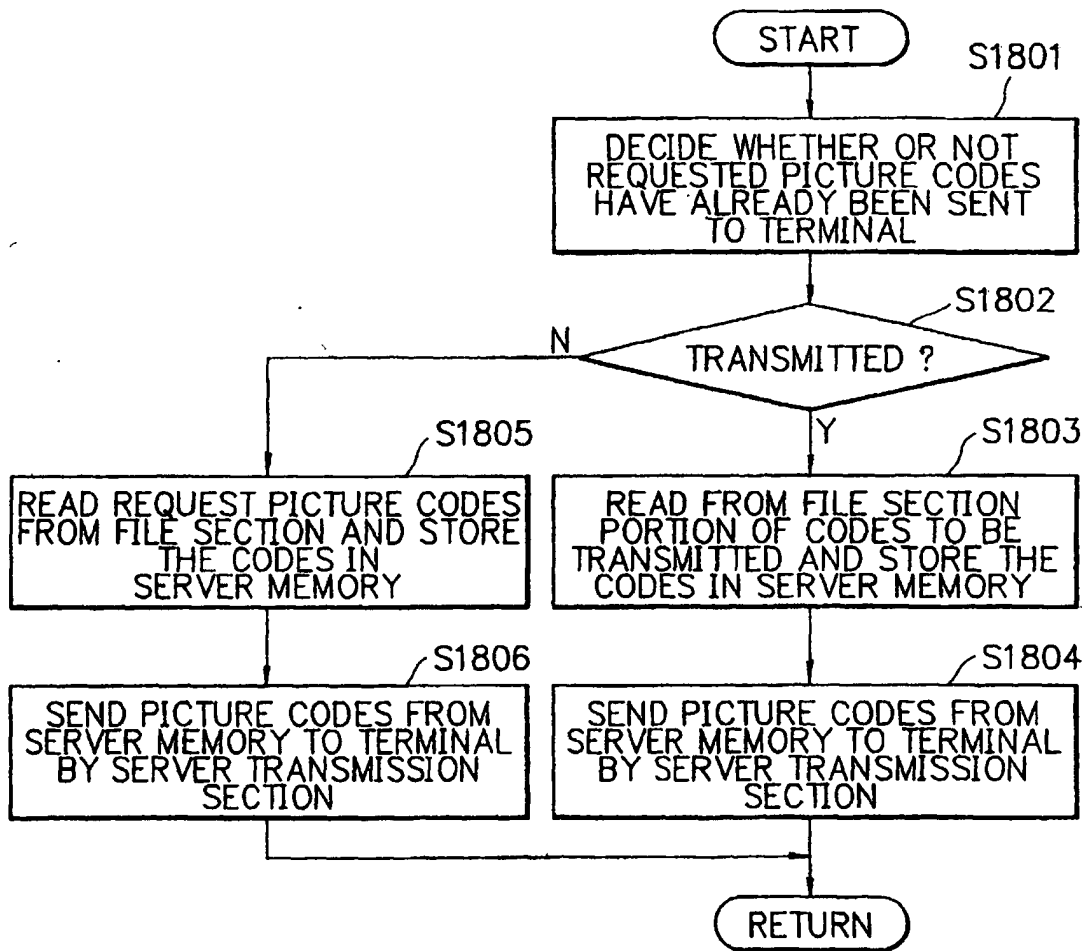 START
S1801
DECIDE WHETHER OR NOT
REQUESTED PICTURE CODES
HAVE ALREADY BEEN SENT
TO TERMINAL
S1802
N
TRANSMITTED ?
Y
S1805
READ REQUEST PICTURE CODES
FROM FILE SECTION AND STORE
THE CODES IN
SERVER MEMORY
S1803
READ FROM FILE SECTION
PORTION OF CODES TO BE
TRANSMITTED AND STORE THE
CODES IN SERVER MEMORY
S1806
SEND PICTURE CODES FROM
SERVER MEMORY TO TERMINAL
BY SERVER TRANSMISSION
SECTION
S1804
SEND PICTURE CODES FROM
SERVER MEMORY TO TERMINAL
BY SERVER TRANSMISSION
SECTION
RETURN